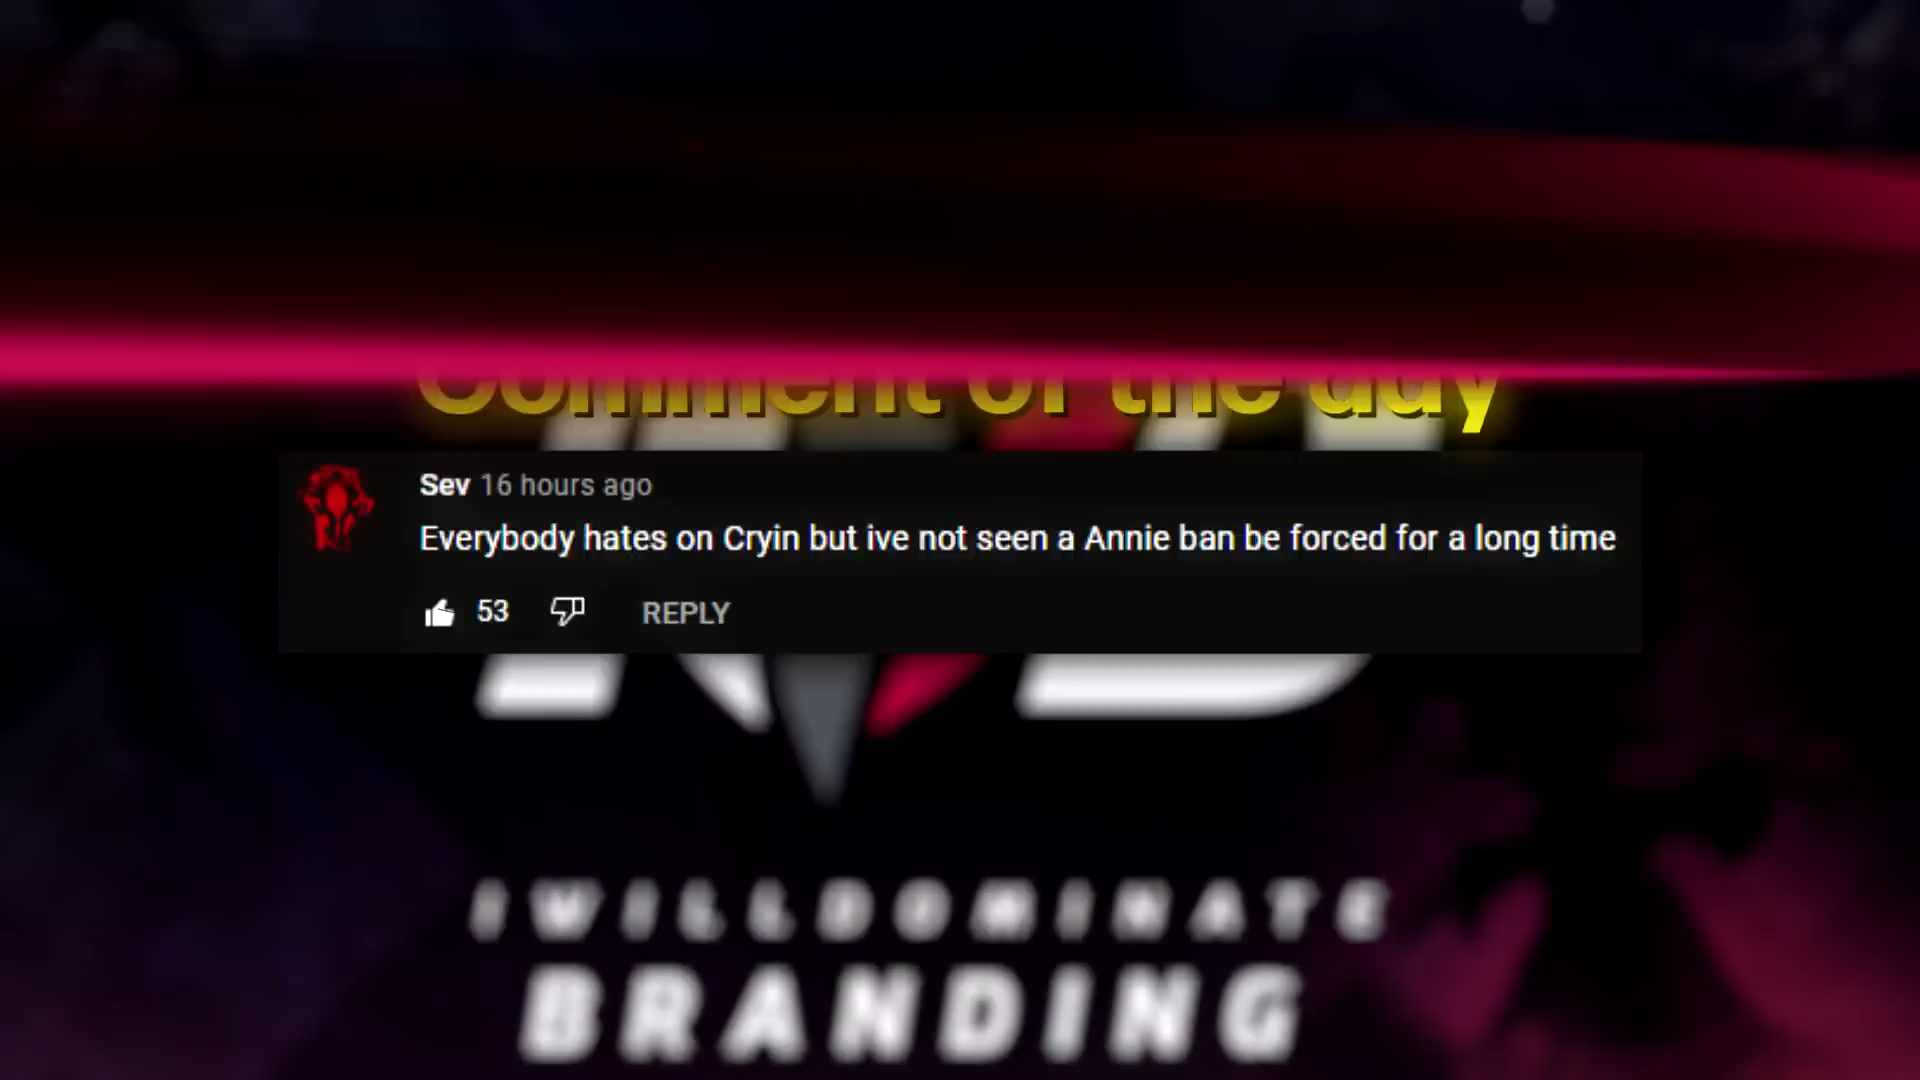 Comment of the day
Sev 16 hours ago
Everybody hates on Cryin but ive not seen a Annie ban be forced for a long time
53 REPLY
IWILLDOMINATE
BRANDING